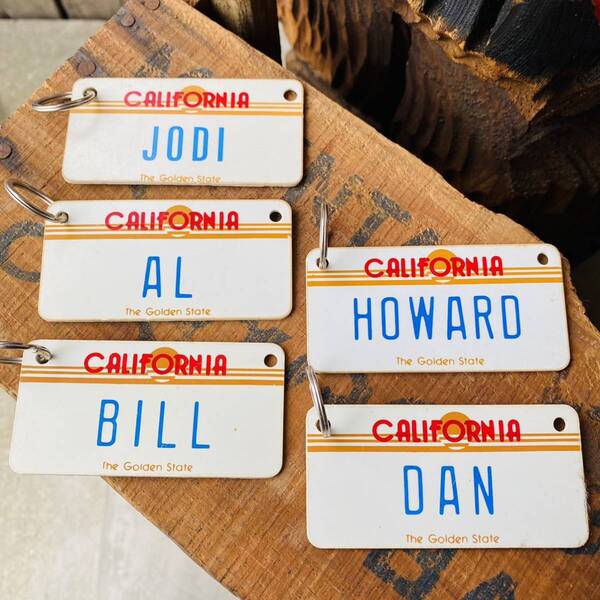 CALIFORNIA
JODI
The Golden State
CALIFORNIA
AL
The Golden State
CALIFORNIA
BILL
The Golden State
CALIFORNIA
HOWARD
The Golden State
CALIFORNIA
DAN
The Golden State